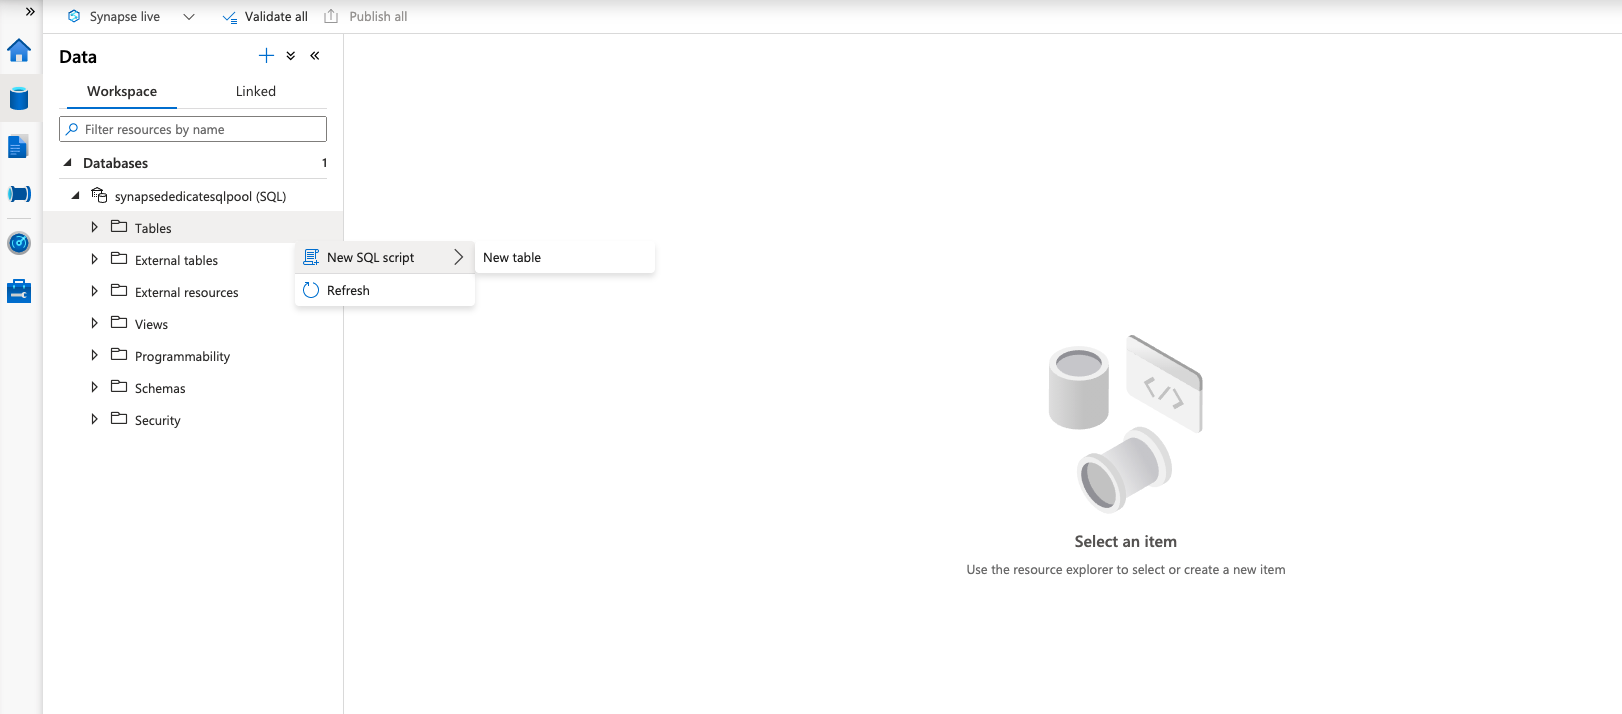 Synapse live
Validate all
Publish all
Data
Workspace
Linked
Filter resources by name
Databases
1
synapsededicatesqlpool (SQL)
Tables
New SQL script
New table
External tables
Refresh
External resources
Views
Programmability
Schemas
Security
</>
Select an item
Use the resource explorer to select or create a new item